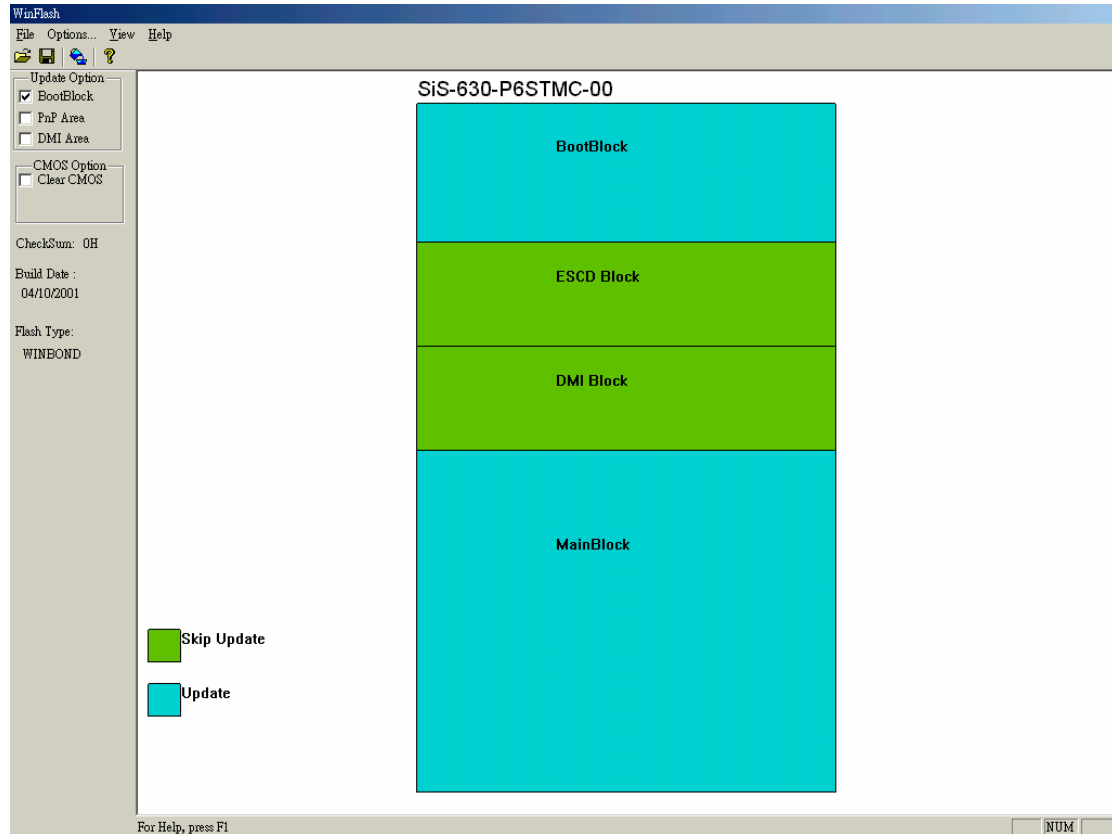 WinFlash
File Options... View Help
Update Option
BootBlock
PnP Area
DMI Area
CMOS Option
Clear CMOS
CheckSum: 0H
Build Date :
04/10/2001
Flash Type:
WINBOND
SiS-630-P6STMC-00
BootBlock
ESCD Block
DMI Block
MainBlock
Skip Update
Update
For Help, press F1
NUM